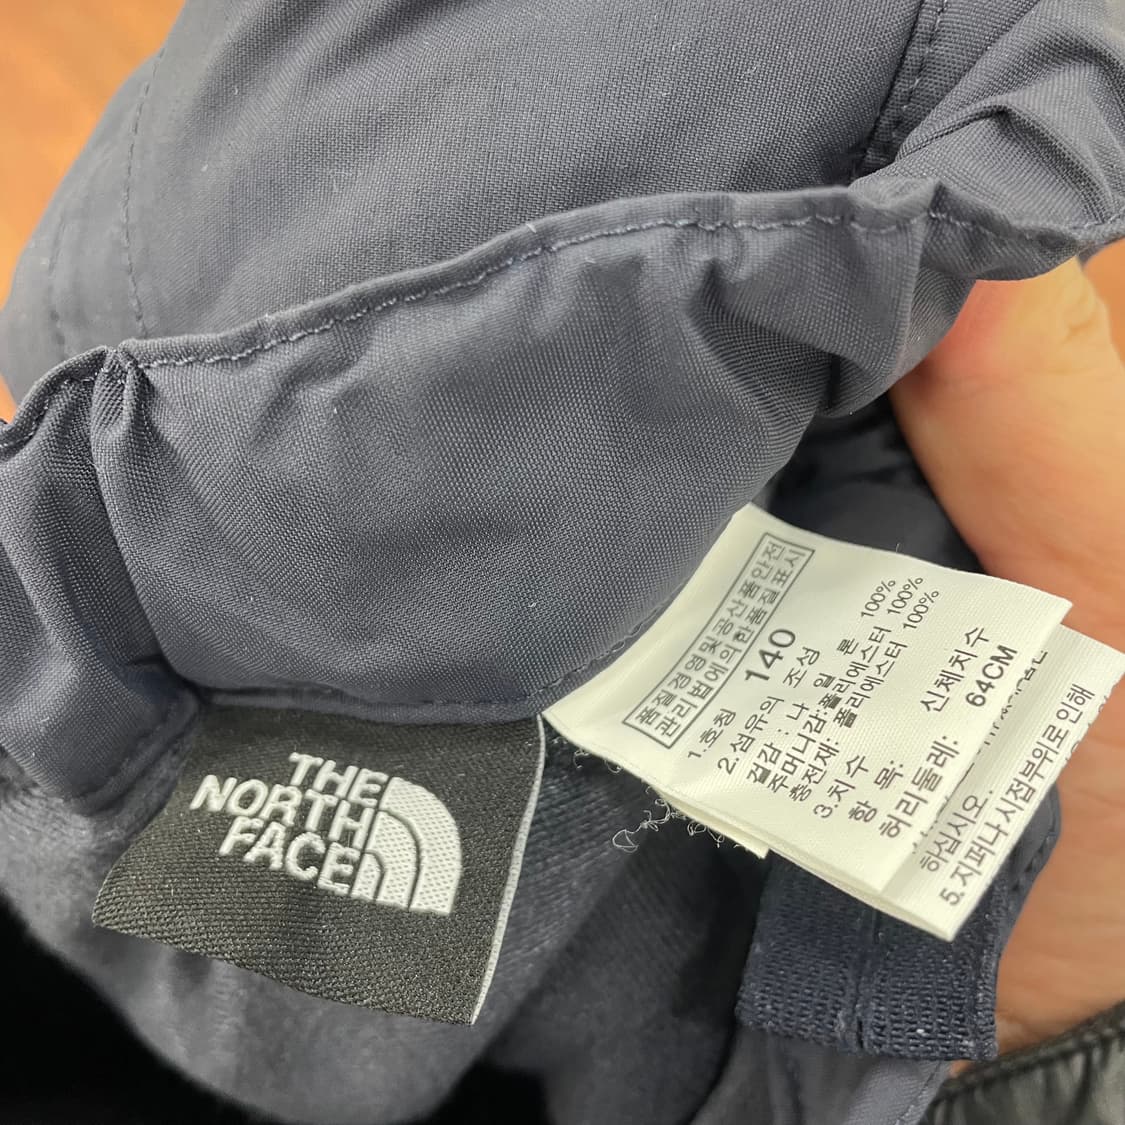 THE
NORTH
FACE
품질경영및공산품안전
관리법에의한품질표시
1.호칭
140
2.섬유의 조성
겉감:나 일 론 100%
주머니감:폴리에스터 100%
충전재:폴리에스터 100%
3.치수
항 목: 신체치수
허리둘레: 64CM
하십시오.
5.지퍼나 시접부위로 인해